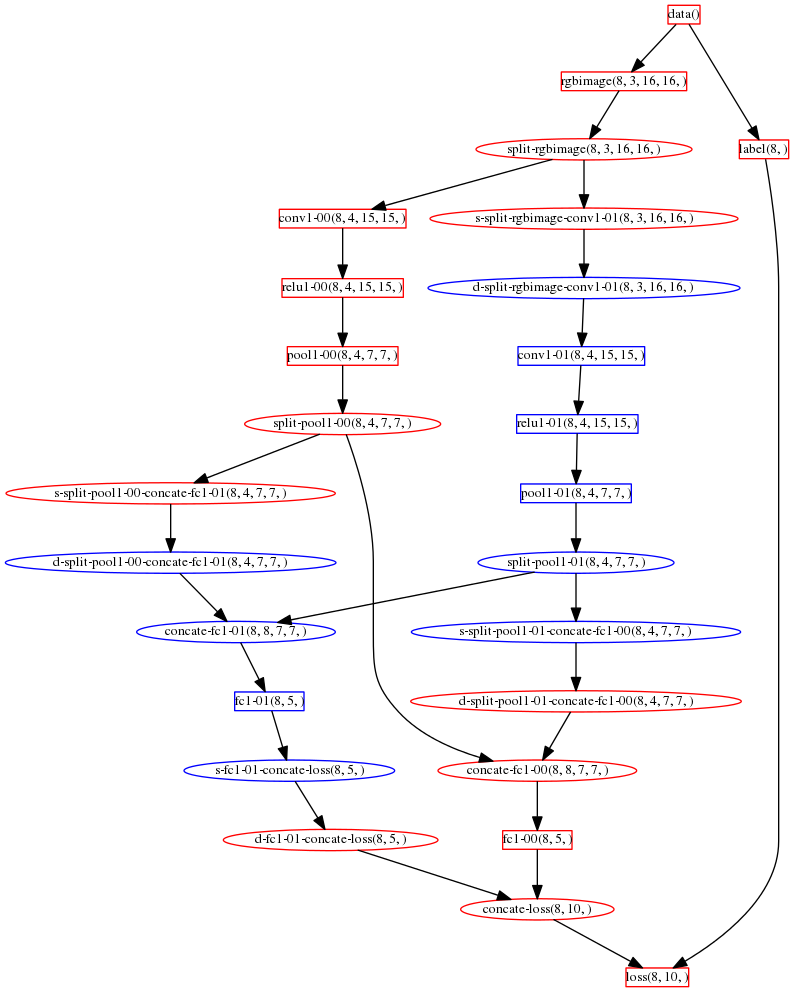 data()
rgbimage(8, 3, 16, 16, )
split-rgbimage(8, 3, 16, 16, )
label(8, )
conv1-00(8, 4, 15, 15, )
s-split-rgbimage-conv1-01(8, 3, 16, 16, )
relu1-00(8, 4, 15, 15, )
d-split-rgbimage-conv1-01(8, 3, 16, 16, )
pool1-00(8, 4, 7, 7, )
conv1-01(8, 4, 15, 15, )
split-pool1-00(8, 4, 7, 7, )
relu1-01(8, 4, 15, 15, )
s-split-pool1-00-concate-fc1-01(8, 4, 7, 7, )
pool1-01(8, 4, 7, 7, )
d-split-pool1-00-concate-fc1-01(8, 4, 7, 7, )
split-pool1-01(8, 4, 7, 7, )
concate-fc1-01(8, 8, 7, 7, )
s-split-pool1-01-concate-fc1-00(8, 4, 7, 7, )
fc1-01(8, 5, )
d-split-pool1-01-concate-fc1-00(8, 4, 7, 7, )
s-fc1-01-concate-loss(8, 5, )
concate-fc1-00(8, 8, 7, 7, )
d-fc1-01-concate-loss(8, 5, )
fc1-00(8, 5, )
concate-loss(8, 10, )
loss(8, 10, )